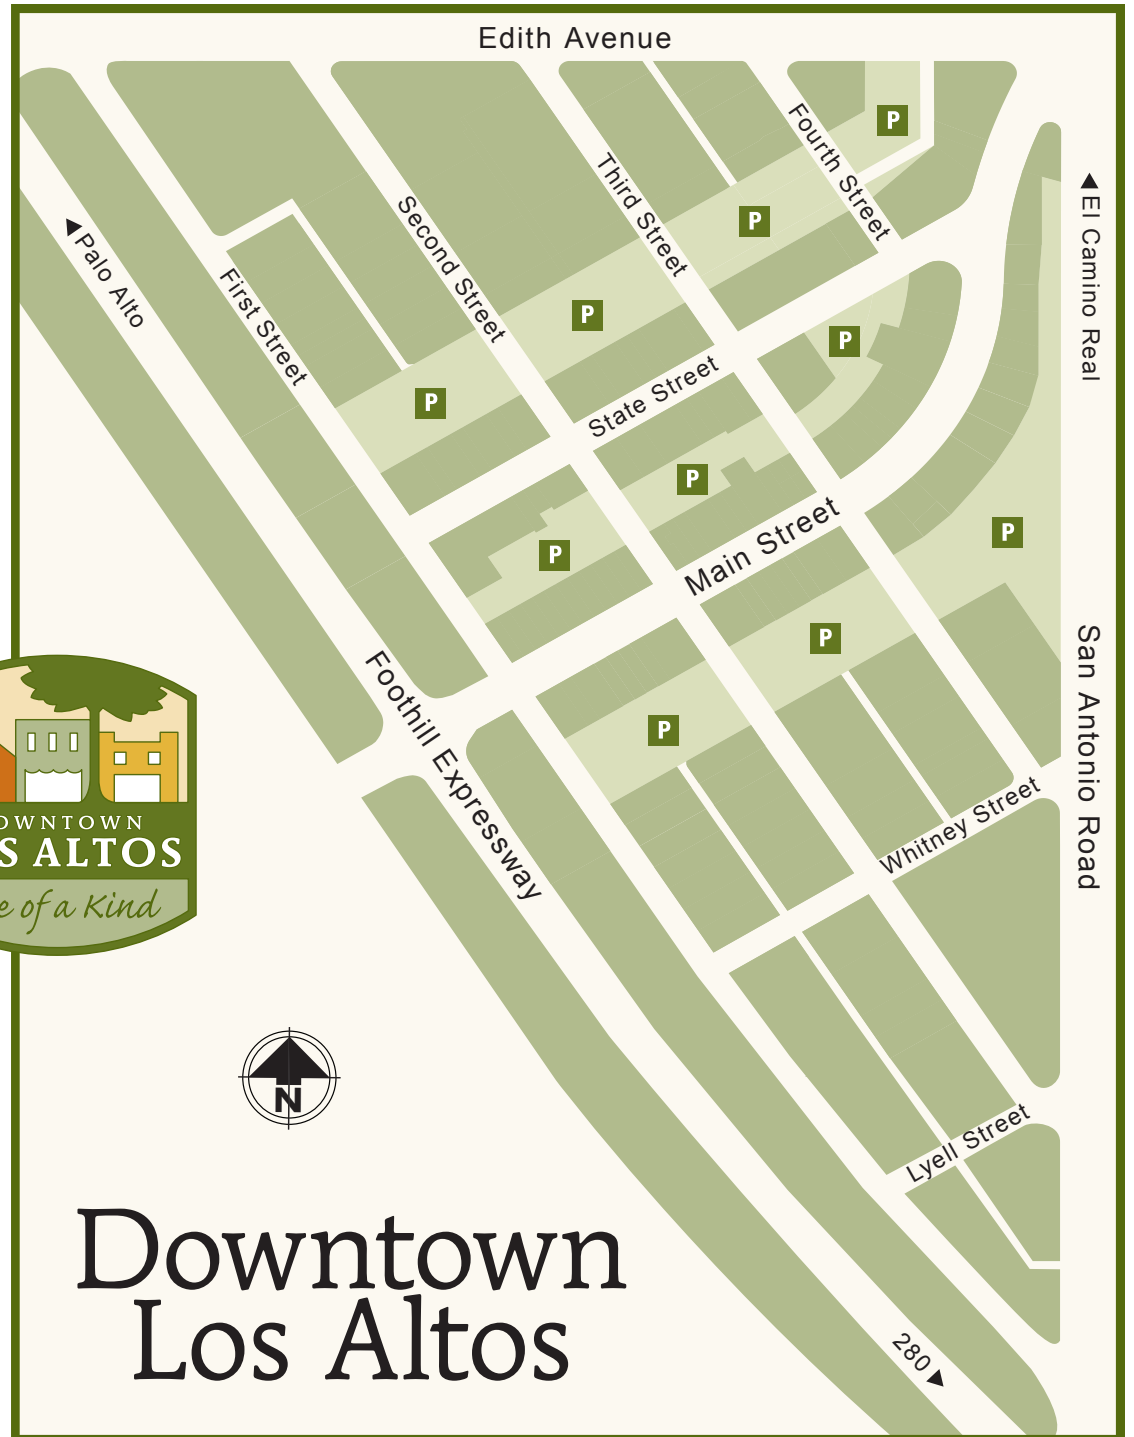 Edith Avenue
P
Fourth Street
Third Street
P
El Camino Real
Second Street
Palo Alto
First Street
P
P
State Street
P
P
Main Street
P
P
P
San Antonio Road
Foothill Expressway
P
Whitney Street
OWNTOWN
S ALTOS
e of a Kind
N
Lyell Street
Downtown
Los Altos
280